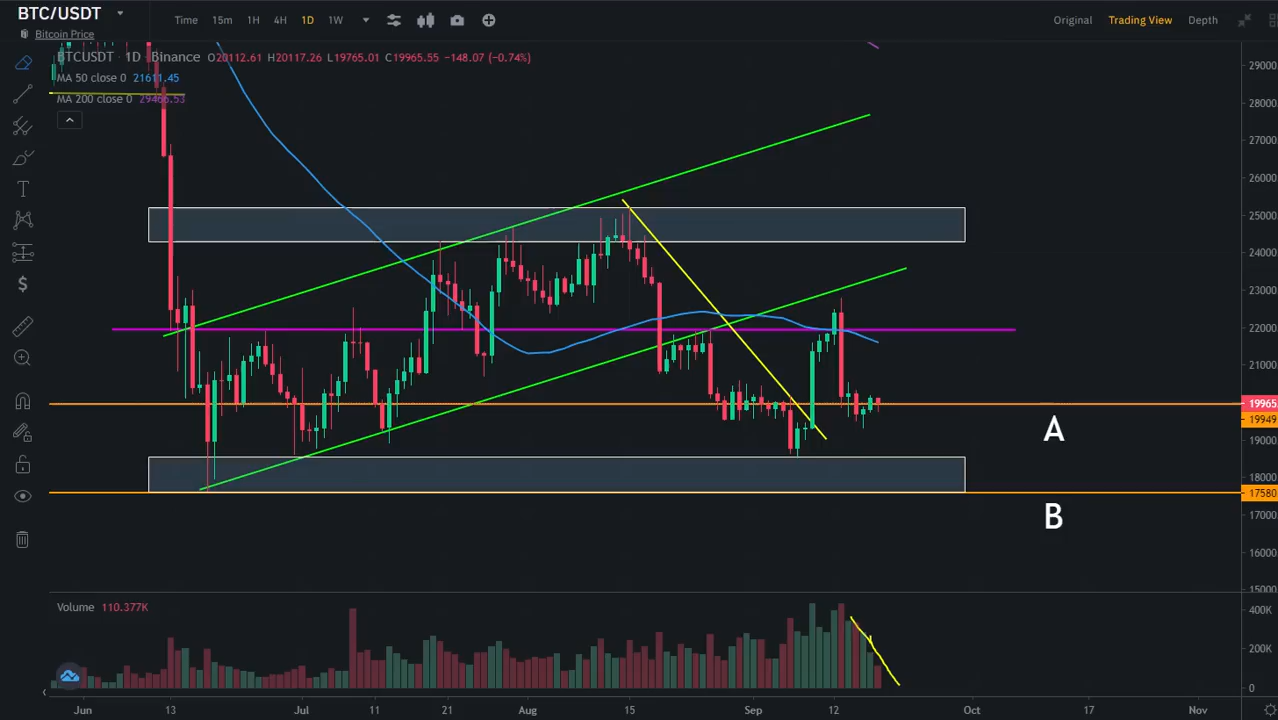 BTC/USDT
Bitcoin Price
Time 15m 1H 4H 1D 1W
Original Trading View Depth
BTCUSDT · 1D · Binance O20112.61 H20117.26 L19765.01 C19965.55 −148.07 (−0.74%)
MA 50 close 0 21611.45
MA 200 close 0 29466.53
29000
28000
27000
26000
25000
24000
23000
22000
21000
19965
19949
A
19000
18000
17580
B
17000
16000
15000
Volume 110.377K
400K
200K
0
Jun 13 Jul 11 21 Aug 15 Sep 12 Oct 17 Nov